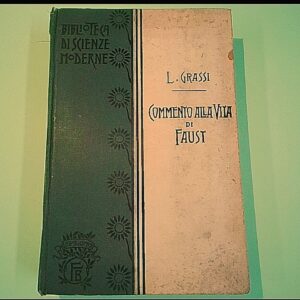 BIBLIOTECA
DI SCIENZE
MODERNE
L. GRASSI
COMMENTO ALLA VITA
DI
FAUST